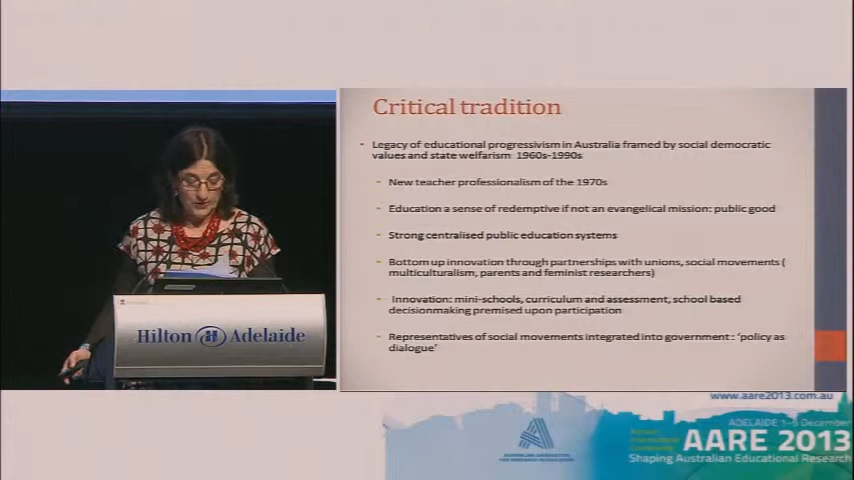 Critical tradition
• Legacy of educational progressivism in Australia framed by social democratic
values and state welfarism 1960s-1990s
- New teacher professionalism of the 1970s
- Education a sense of redemptive if not an evangelical mission: public good
- Strong centralised public education systems
- Bottom up innovation through partnerships with unions, social movements (
multiculturalism, parents and feminist researchers)
- Innovation: mini-schools, curriculum and assessment, school based
decisionmaking premised upon participation
- Representatives of social movements integrated into government : 'policy as
dialogue'
Hilton H Adelaide
www.aare2013.com.au
ADELAIDE 1-5 December
AARE 2013
Shaping Australian Educational Research